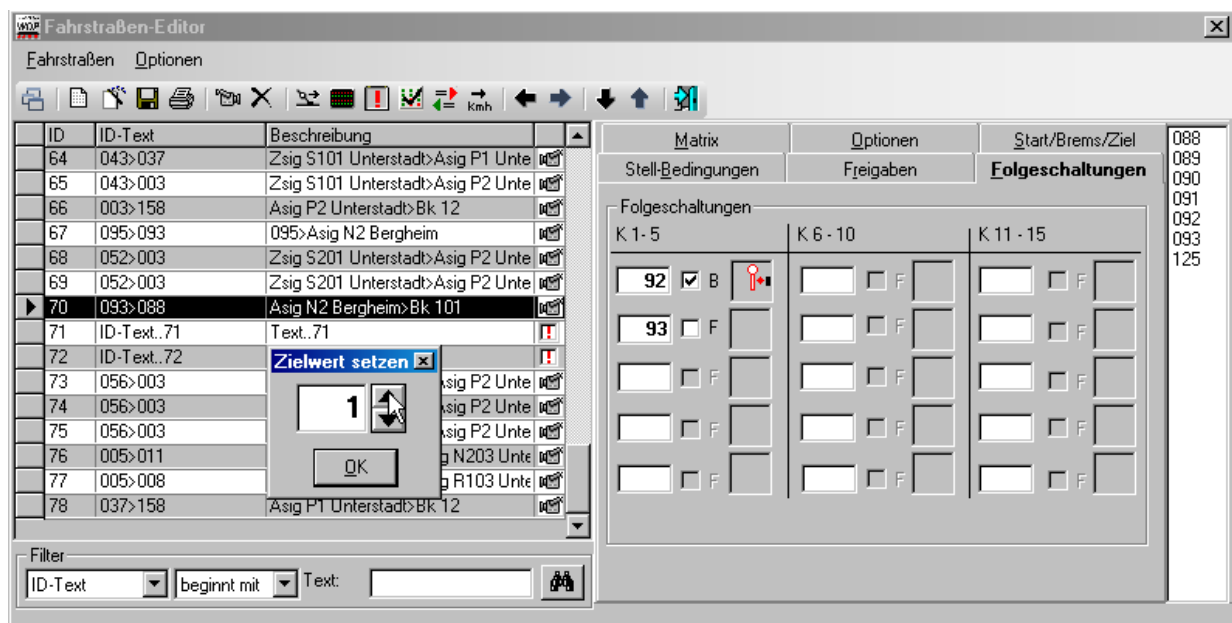 WDP Fahrstraßen-Editor
Fahrstraßen Optionen
Kmh
ID ID-Text Beschreibung
64 043>037 Zsig S101 Unterstadt>Asig P1 Unte
65 043>003 Zsig S101 Unterstadt>Asig P2 Unte
66 003>158 Asig P2 Unterstadt>Bk 12
67 095>093 095>Asig N2 Bergheim
68 052>003 Zsig S201 Unterstadt>Asig P2 Unte
69 052>003 Zsig S201 Unterstadt>Asig P2 Unte
70 093>088 Asig N2 Bergheim>Bk 101
71 ID-Text..71 Text..71
72 ID-Text..72
73 056>003 >Asig P2 Unte
74 056>003 >Asig P2 Unte
75 056>003 >Asig P2 Unte
76 005>011 g N203 Unte
77 005>008 g R103 Unte
78 037>158 Asig P1 Unterstadt>Bk 12
Zielwert setzen
1
OK
Filter
ID-Text beginnt mit Text:
Matrix Optionen Start/Brems/Ziel
Stell-Bedingungen Freigaben Folgeschaltungen
Folgeschaltungen
K 1- 5 K 6 - 10 K 11 - 15
92 B F F
93 F F F
F F F
F F F
F F F
088
089
090
091
092
093
125